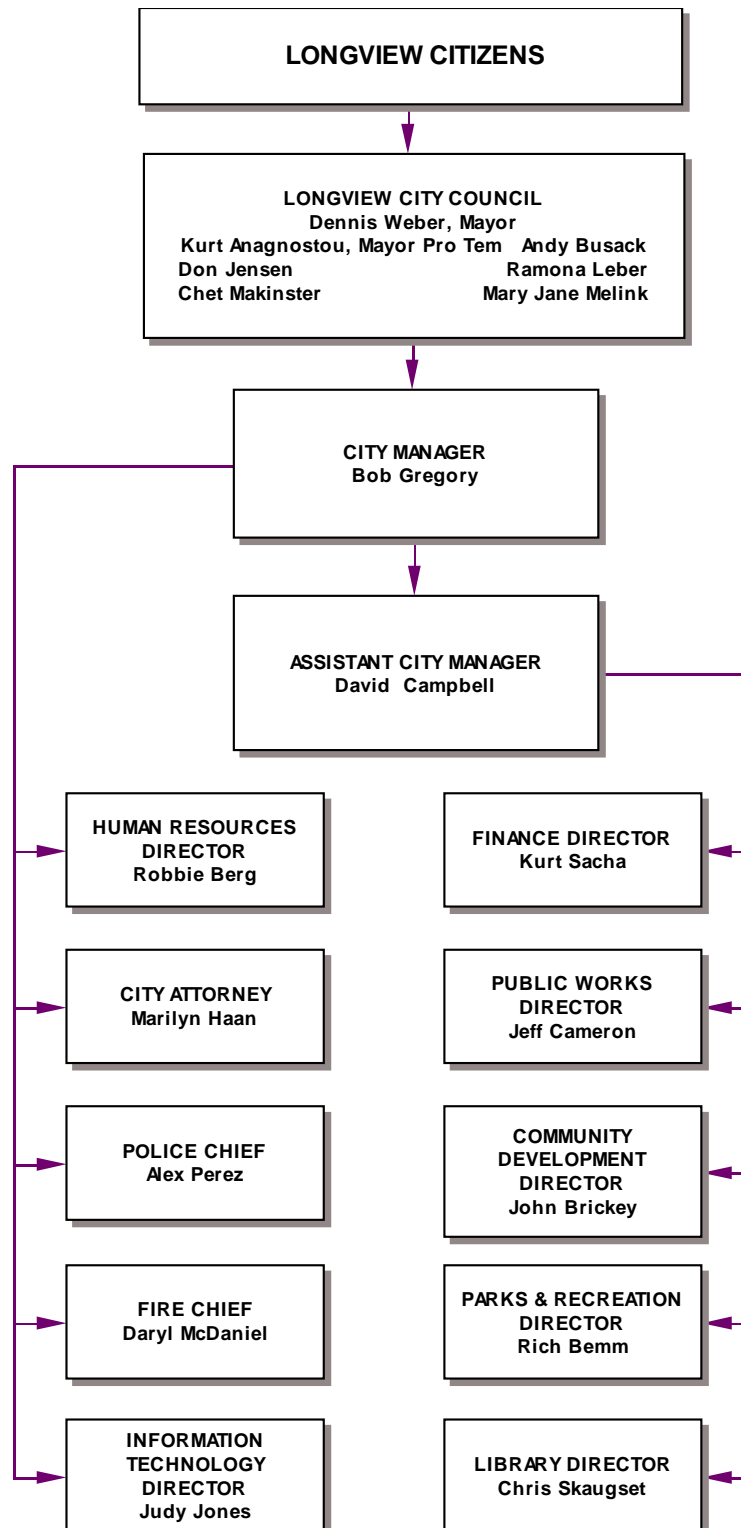 LONGVIEW CITIZENS
LONGVIEW CITY COUNCIL
Dennis Weber, Mayor
Kurt Anagnostou, Mayor Pro Tem Andy Busack
Don Jensen Ramona Leber
Chet Makinster Mary Jane Melink
CITY MANAGER
Bob Gregory
ASSISTANT CITY MANAGER
David Campbell
HUMAN RESOURCES
DIRECTOR
Robbie Berg
FINANCE DIRECTOR
Kurt Sacha
CITY ATTORNEY
Marilyn Haan
PUBLIC WORKS
DIRECTOR
Jeff Cameron
POLICE CHIEF
Alex Perez
COMMUNITY
DEVELOPMENT
DIRECTOR
John Brickey
FIRE CHIEF
Daryl McDaniel
PARKS & RECREATION
DIRECTOR
Rich Bemm
INFORMATION
TECHNOLOGY
DIRECTOR
Judy Jones
LIBRARY DIRECTOR
Chris Skaugset